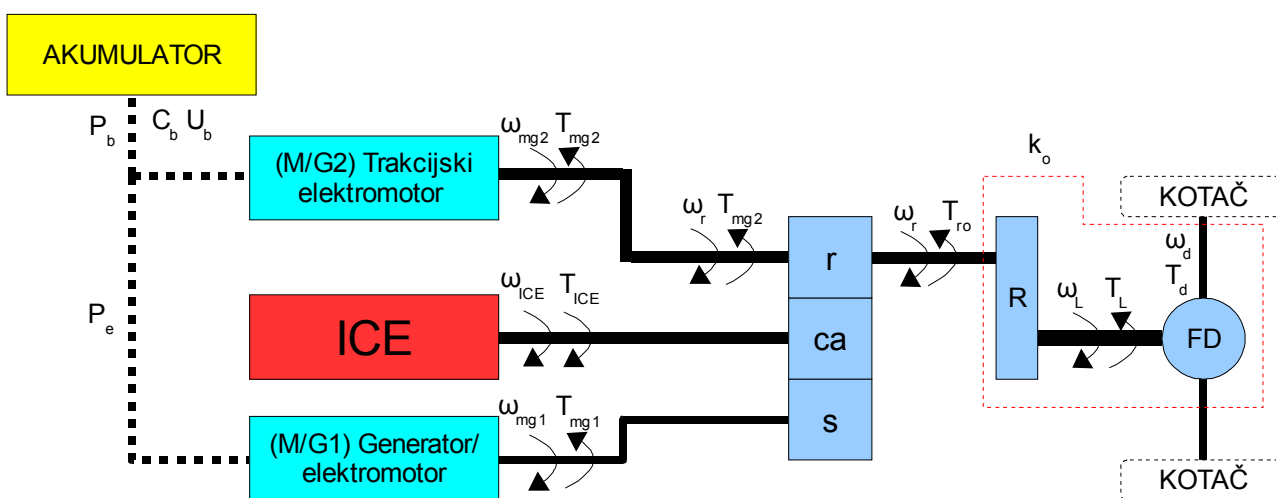 AKUMULATOR
P_b C_b U_b
(M/G2) Trakcijski
elektromotor
ω_mg2 T_mg2
ω_r T_mg2
ω_r T_ro
k_o
KOTAČ
ω_d
T_d
P_e
ICE
ω_ICE T_ICE
r
ca
s
R
ω_L T_L
FD
(M/G1) Generator/
elektromotor
ω_mg1 T_mg1
KOTAČ